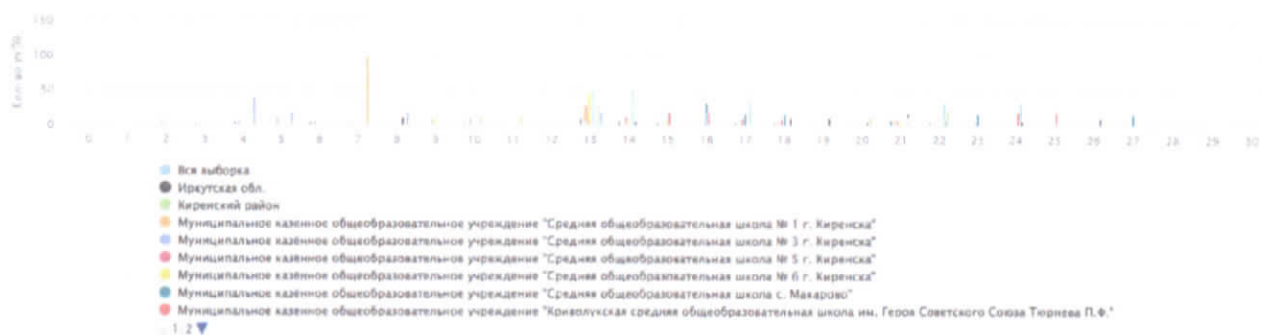 150
Кол-во уч.%
100
50
0
0 1 2 3 4 5 6 7 8 9 10 11 12 13 14 15 16 17 18 19 20 21 22 23 24 25 26 27 28 29 30
Вся выборка
Иркутская обл.
Киренский район
Муниципальное казенное общеобразовательное учреждение "Средняя общеобразовательная школа № 1 г. Киренска"
Муниципальное казённое общеобразовательное учреждение "Средняя общеобразовательная школа № 3 г. Киренска"
Муниципальное казённое общеобразовательное учреждение "Средняя общеобразовательная школа № 5 г. Киренска"
Муниципальное казённое общеобразовательное учреждение "Средняя общеобразовательная школа № 6 г. Киренска"
Муниципальное казённое общеобразовательное учреждение "Средняя общеобразовательная школа с. Макарово"
Муниципальное казённое общеобразовательное учреждение "Криволукская средняя общеобразовательная школа им. Героя Советского Союза Тюрнева П.Ф."
1/2